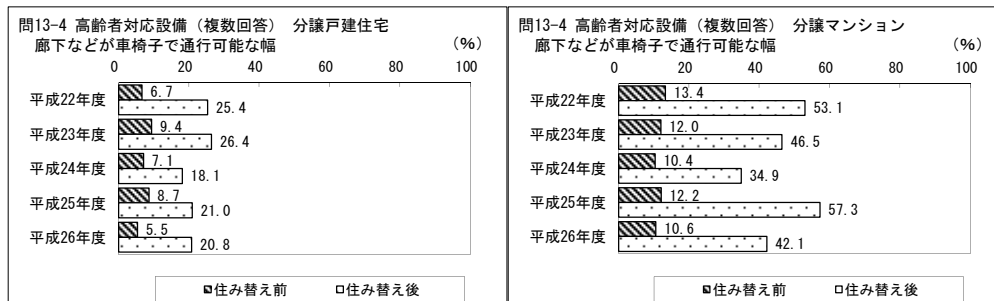 問13-4 高齢者対応設備（複数回答） 分譲戸建住宅
廊下などが車椅子で通行可能な幅 （%）
0 20 40 60 80 100
平成22年度 6.7
25.4
平成23年度 9.4
26.4
平成24年度 7.1
18.1
平成25年度 8.7
21.0
平成26年度 5.5
20.8
住み替え前 住み替え後
問13-4 高齢者対応設備（複数回答） 分譲マンション
廊下などが車椅子で通行可能な幅 （%）
0 20 40 60 80 100
平成22年度 13.4
53.1
平成23年度 12.0
46.5
平成24年度 10.4
34.9
平成25年度 12.2
57.3
平成26年度 10.6
42.1
住み替え前 住み替え後